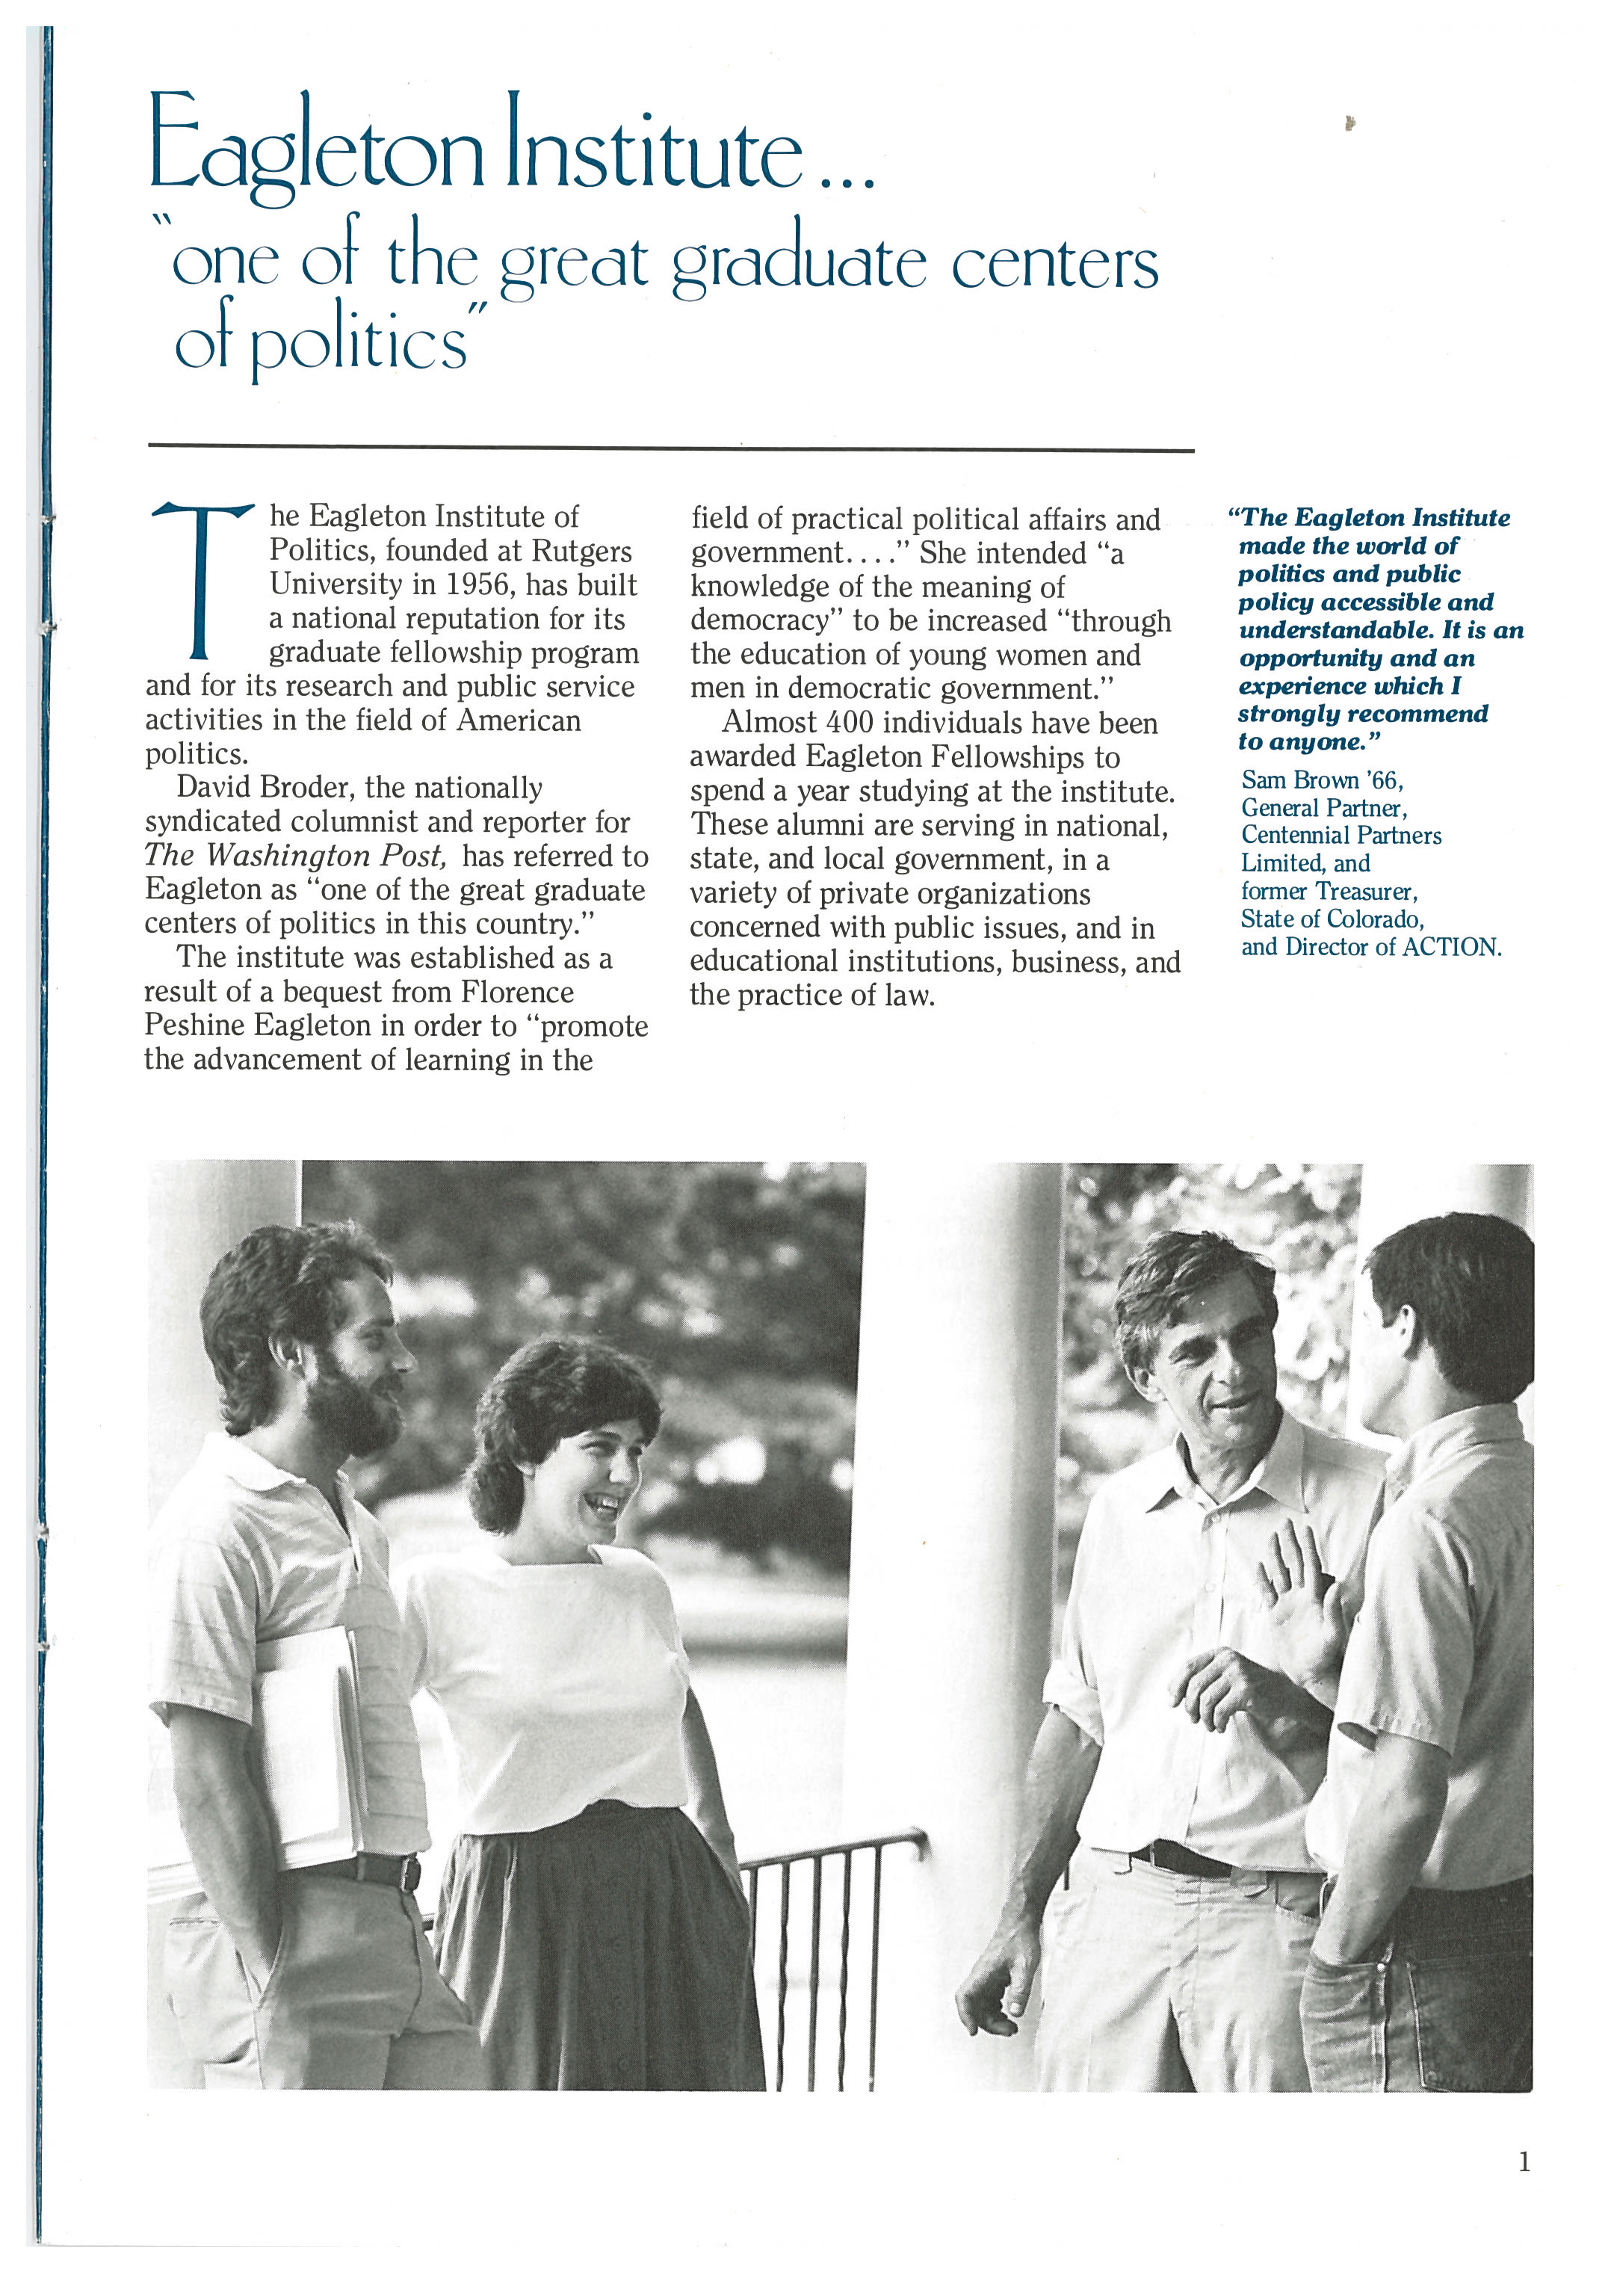 Eagleton Institute...
"one of the great graduate centers
of politics"
The Eagleton Institute of
Politics, founded at Rutgers
University in 1956, has built
a national reputation for its
graduate fellowship program
and for its research and public service
activities in the field of American
politics.
David Broder, the nationally
syndicated columnist and reporter for
The Washington Post, has referred to
Eagleton as “one of the great graduate
centers of politics in this country.”
The institute was established as a
result of a bequest from Florence
Peshine Eagleton in order to “promote
the advancement of learning in the
field of practical political affairs and
government....” She intended “a
knowledge of the meaning of
democracy” to be increased “through
the education of young women and
men in democratic government.”
Almost 400 individuals have been
awarded Eagleton Fellowships to
spend a year studying at the institute.
These alumni are serving in national,
state, and local government, in a
variety of private organizations
concerned with public issues, and in
educational institutions, business, and
the practice of law.
“The Eagleton Institute
made the world of
politics and public
policy accessible and
understandable. It is an
opportunity and an
experience which I
strongly recommend
to anyone.”
Sam Brown ’66,
General Partner,
Centennial Partners
Limited, and
former Treasurer,
State of Colorado,
and Director of ACTION.
1